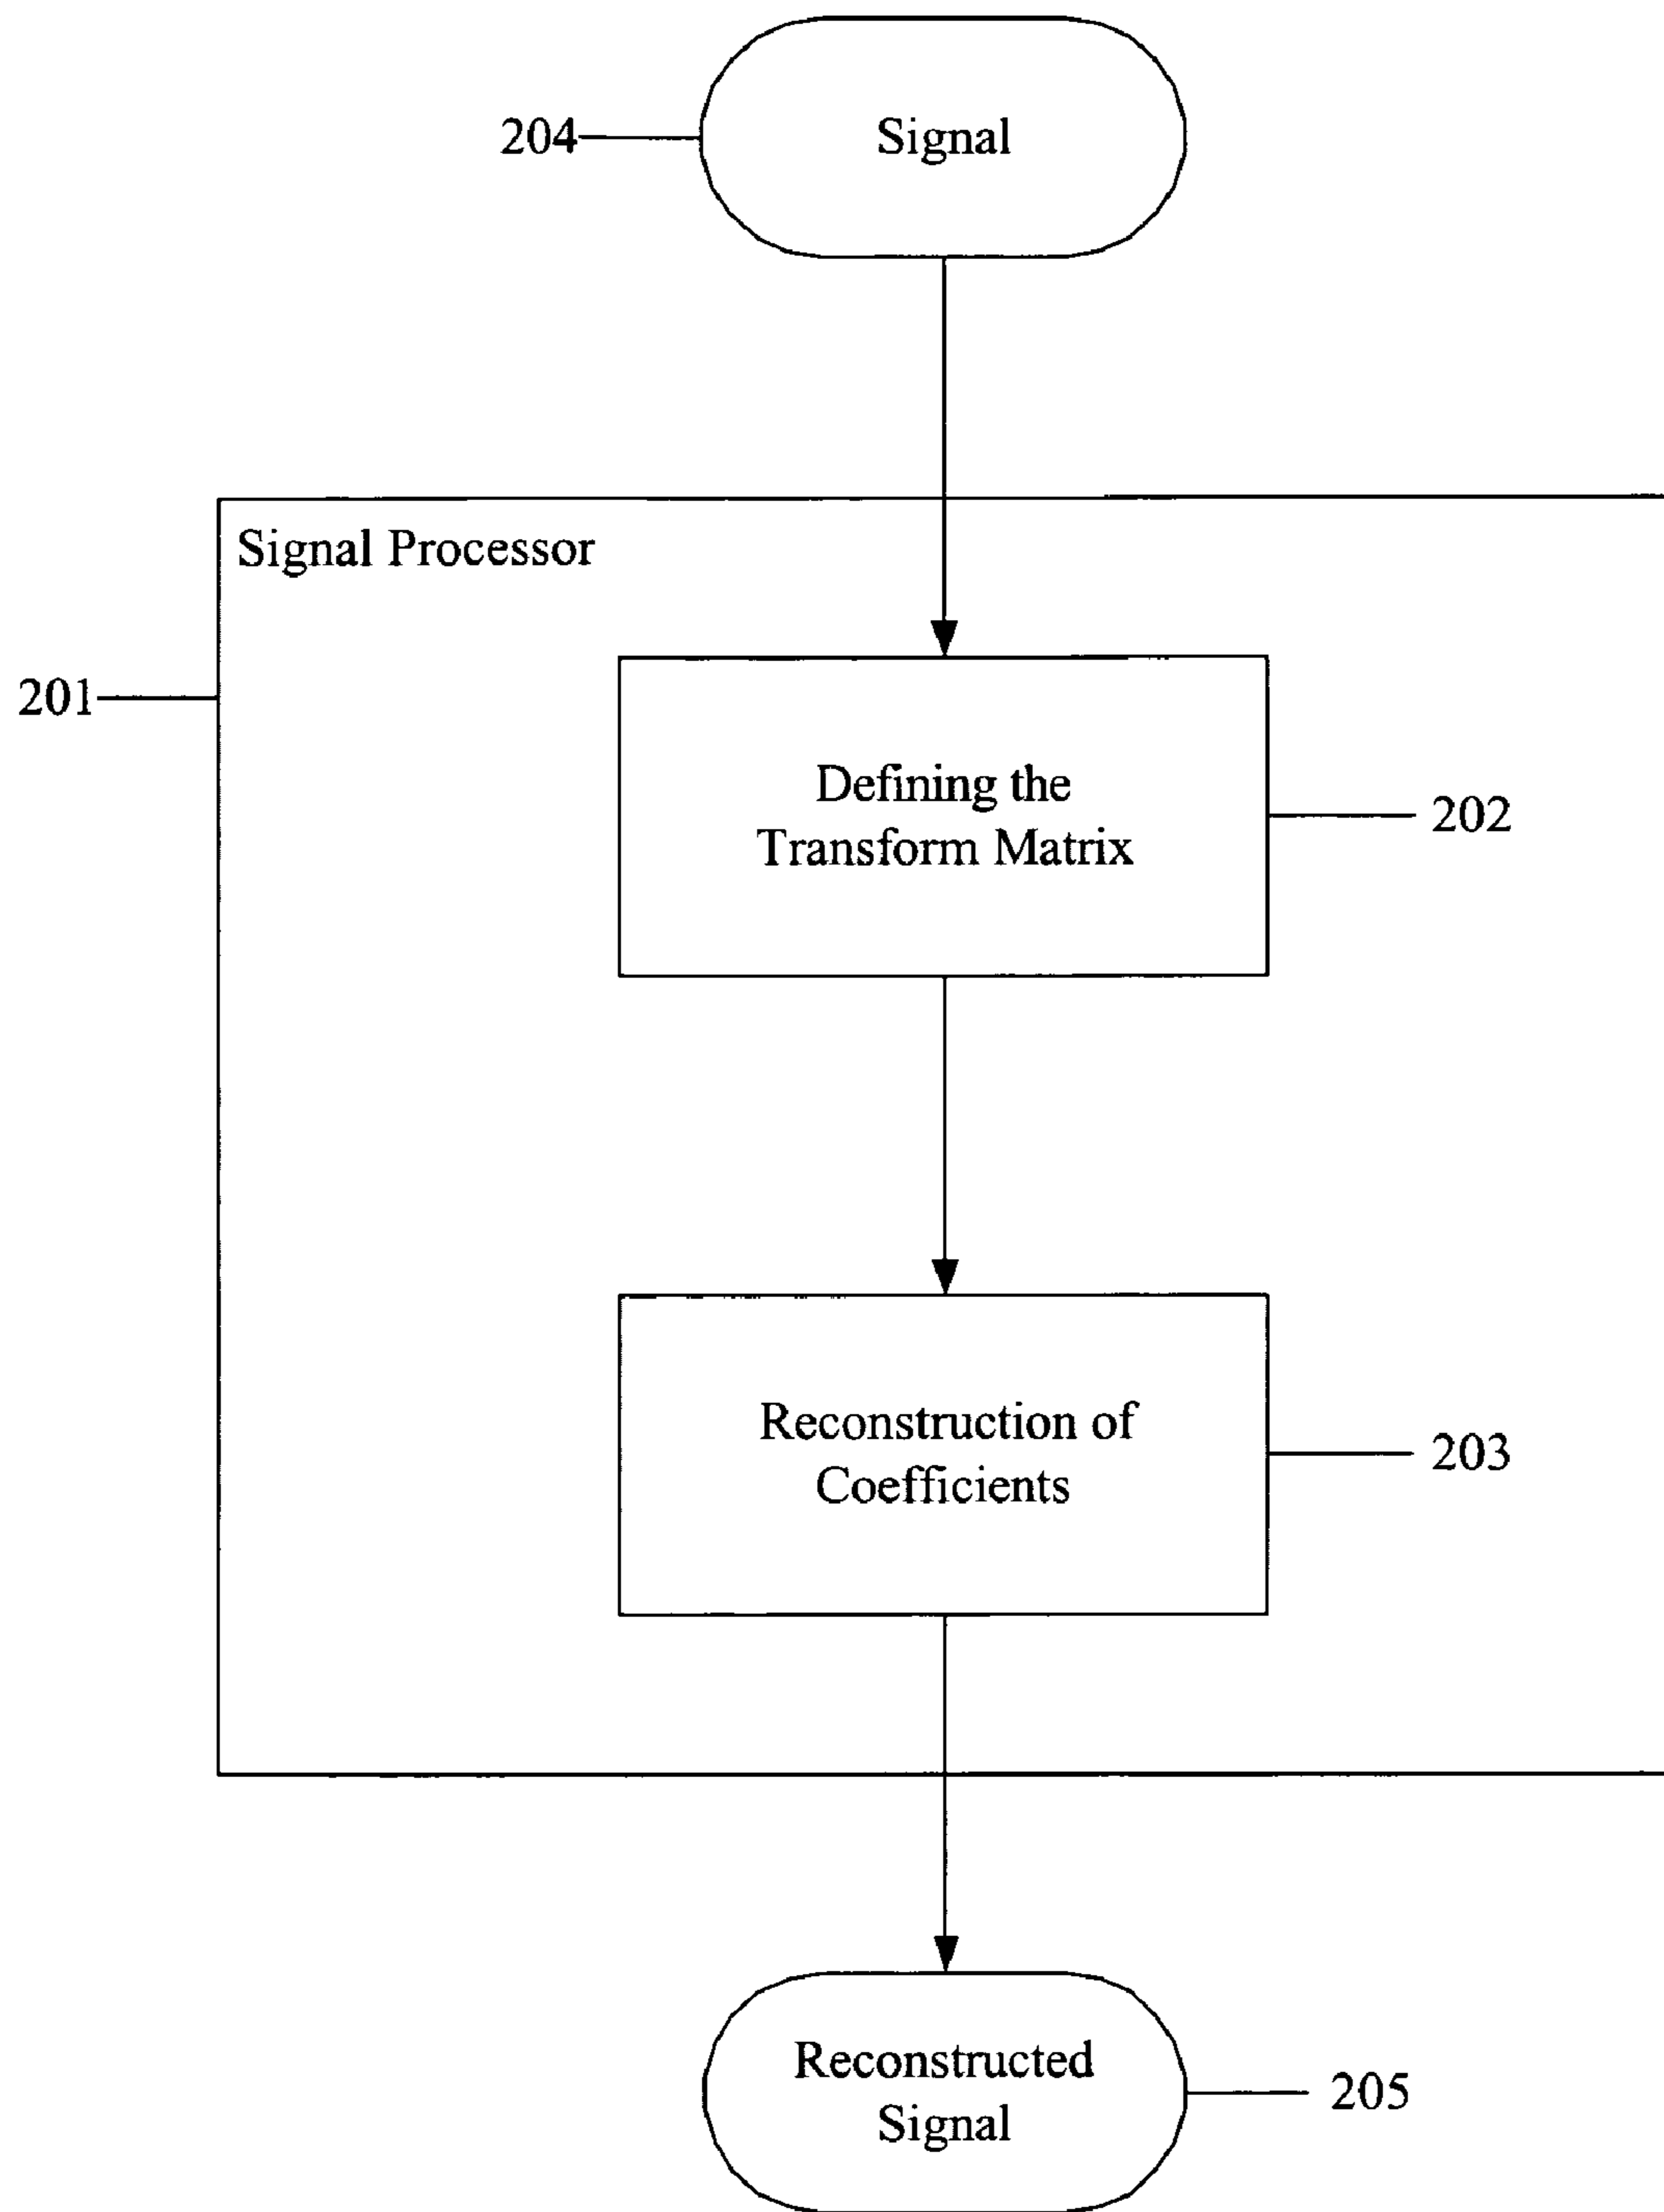 204
Signal
Signal Processor
201
Defining the
Transform Matrix
202
Reconstruction of
Coefficients
203
Reconstructed
Signal
205